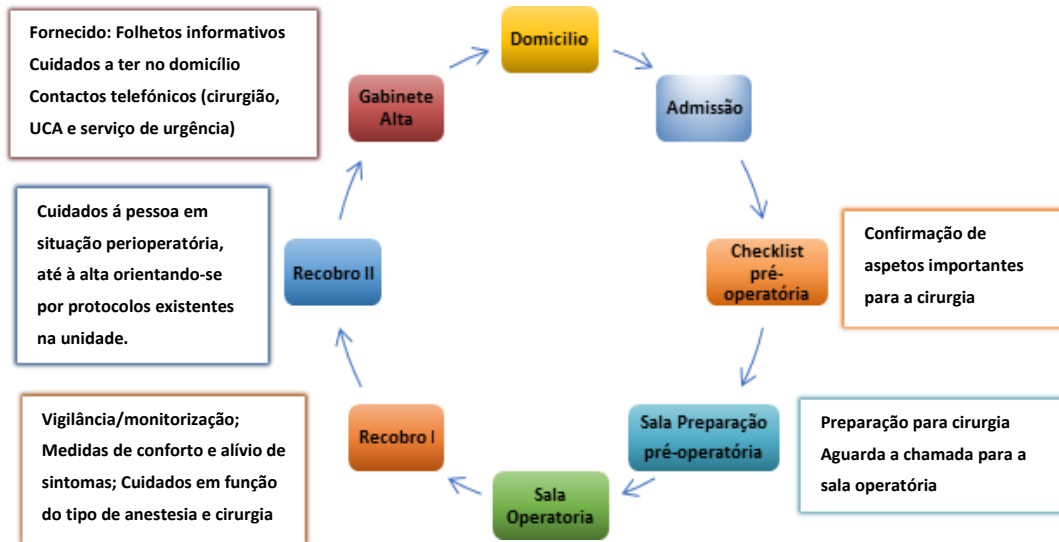 Fornecido: Folhetos informativos
Cuidados a ter no domicílio
Contactos telefónicos (cirurgião,
UCA e serviço de urgência)
Domicilio
Gabinete
Alta
Admissão
Cuidados á pessoa em
situação perioperatória,
até à alta orientando-se
por protocolos existentes
na unidade.
Recobro II
Checklist
pré-
operatória
Confirmação de
aspetos importantes
para a cirurgia
Vigilância/monitorização;
Medidas de conforto e alívio de
sintomas; Cuidados em função
do tipo de anestesia e cirurgia
Recobro I
Sala Preparação
pré-operatória
Preparação para cirurgia
Aguarda a chamada para a
sala operatória
Sala
Operatoria